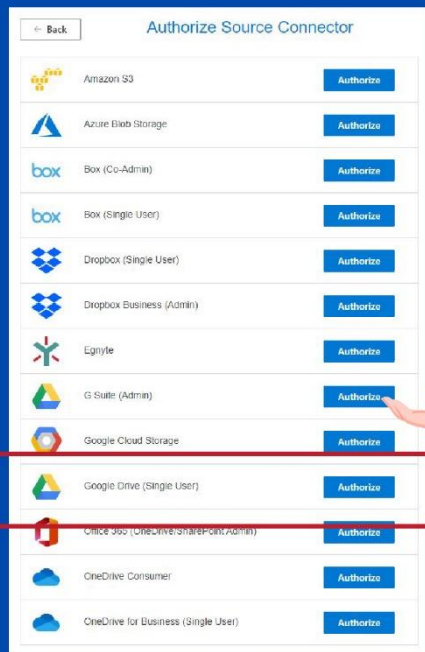 ← Back
Authorize Source Connector
Amazon S3
Authorize
Azure Blob Storage
Authorize
box
Box (Co-Admin)
Authorize
box
Box (Single User)
Authorize
Dropbox (Single User)
Authorize
Dropbox Business (Admin)
Authorize
Egnyte
Authorize
G Suite (Admin)
Authorize
Google Cloud Storage
Authorize
Google Drive (Single User)
Authorize
Office 365 (OneDrive/SharePoint Admin)
Authorize
OneDrive Consumer
Authorize
OneDrive for Business (Single User)
Authorize